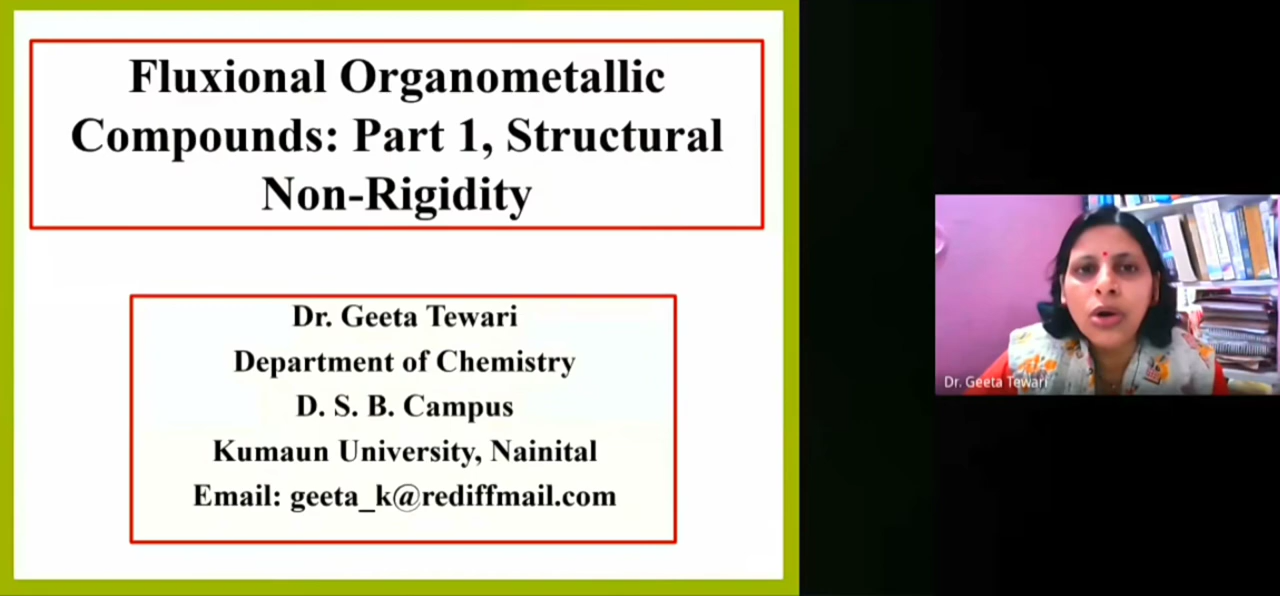 Fluxional Organometallic
Compounds: Part 1, Structural
Non-Rigidity
Dr. Geeta Tewari
Department of Chemistry
D. S. B. Campus
Kumaun University, Nainital
Email: geeta_k@rediffmail.com
Dr. Geeta Tewari